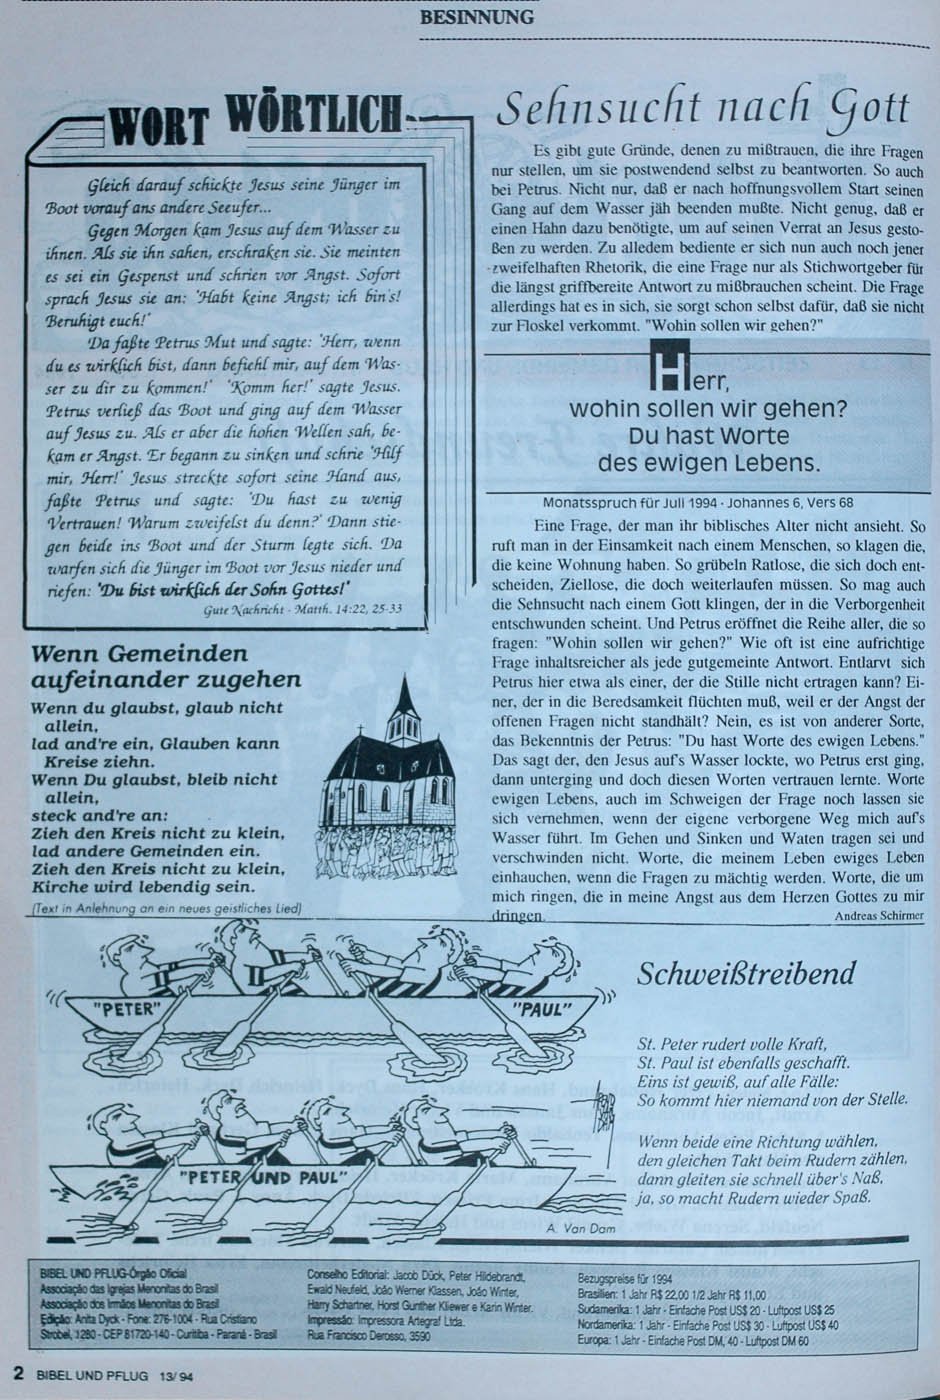 BESINNUNG
WORT WÖRTLICH
Gleich darauf schickte Jesus seine Jünger im
Boot vorauf ans andere Seeufer...
Gegen Morgen kam Jesus auf dem Wasser zu
ihnen. Als sie ihn sahen, erschraken sie. Sie meinten
es sei ein Gespenst und schrien vor Angst. Sofort
sprach Jesus sie an: 'Habt keine Angst; ich bin's!
Beruhigt euch!'
Da faßte Petrus Mut und sagte: 'Herr, wenn
du es wirklich bist, dann befiehl mir, auf dem Was-
ser zu dir zu kommen!' 'Komm her!' sagte Jesus.
Petrus verließ das Boot und ging auf dem Wasser
auf Jesus zu. Als er aber die hohen Wellen sah, be-
kam er Angst. Er begann zu sinken und schrie 'Hilf
mir, Herr!' Jesus streckte sofort seine Hand aus,
faßte Petrus und sagte: 'Du hast zu wenig
Vertrauen! Warum zweifelst du denn?' Dann stie-
gen beide ins Boot und der Sturm legte sich. Da
warfen sich die Jünger im Boot vor Jesus nieder und
riefen: 'Du bist wirklich der Sohn Gottes!'
Gute Nachricht - Matth. 14:22, 25-33
Wenn Gemeinden
aufeinander zugehen
Wenn du glaubst, glaub nicht
allein,
lad and're ein, Glauben kann
Kreise ziehn.
Wenn Du glaubst, bleib nicht
allein,
steck and're an:
Zieh den Kreis nicht zu klein,
lad andere Gemeinden ein.
Zieh den Kreis nicht zu klein,
Kirche wird lebendig sein.
(Text in Anlehnung an ein neues geistliches Lied)
Sehnsucht nach Gott
Es gibt gute Gründe, denen zu mißtrauen, die ihre Fragen
nur stellen, um sie postwendend selbst zu beantworten. So auch
bei Petrus. Nicht nur, daß er nach hoffnungsvollem Start seinen
Gang auf dem Wasser jäh beenden mußte. Nicht genug, daß er
einen Hahn dazu benötigte, um auf seinen Verrat an Jesus gesto-
ßen zu werden. Zu alledem bediente er sich nun auch noch jener
zweifelhaften Rhetorik, die eine Frage nur als Stichwortgeber für
die längst griffbereite Antwort zu mißbrauchen scheint. Die Frage
allerdings hat es in sich, sie sorgt schon selbst dafür, daß sie nicht
zur Floskel verkommt. "Wohin sollen wir gehen?"
Herr,
wohin sollen wir gehen?
Du hast Worte
des ewigen Lebens.
Monatsspruch für Juli 1994 · Johannes 6, Vers 68
Eine Frage, der man ihr biblisches Alter nicht ansieht. So
ruft man in der Einsamkeit nach einem Menschen, so klagen die,
die keine Wohnung haben. So grübeln Ratlose, die sich doch ent-
scheiden, Ziellose, die doch weiterlaufen müssen. So mag auch
die Sehnsucht nach einem Gott klingen, der in die Verborgenheit
entschwunden scheint. Und Petrus eröffnet die Reihe aller, die so
fragen: "Wohin sollen wir gehen?" Wie oft ist eine aufrichtige
Frage inhaltsreicher als jede gutgemeinte Antwort. Entlarvt sich
Petrus hier etwa als einer, der die Stille nicht ertragen kann? Ei-
ner, der in die Beredsamkeit flüchten muß, weil er der Angst der
offenen Fragen nicht standhält? Nein, es ist von anderer Sorte,
das Bekenntnis der Petrus: "Du hast Worte des ewigen Lebens."
Das sagt der, den Jesus auf's Wasser lockte, wo Petrus erst ging,
dann unterging und doch diesen Worten vertrauen lernte. Worte
ewigen Lebens, auch im Schweigen der Frage noch lassen sie
sich vernehmen, wenn der eigene verborgene Weg mich auf's
Wasser führt. Im Gehen und Sinken und Waten tragen sei und
verschwinden nicht. Worte, die meinem Leben ewiges Leben
einhauchen, wenn die Fragen zu mächtig werden. Worte, die um
mich ringen, die in meine Angst aus dem Herzen Gottes zu mir
dringen. Andreas Schirmer
"PETER" "PAUL"
"PETER UND PAUL"
Schweißtreibend
St. Peter rudert volle Kraft,
St. Paul ist ebenfalls geschafft.
Eins ist gewiß, auf alle Fälle:
So kommt hier niemand von der Stelle.
Wenn beide eine Richtung wählen,
den gleichen Takt beim Rudern zählen,
dann gleiten sie schnell über's Naß,
ja, so macht Rudern wieder Spaß.
A. Van Dam
BIBEL UND PFLUG-Órgão Oficial
Associação das Igrejas Menonitas do Brasil
Associação dos Irmãos Menonitas do Brasil
Edição: Anita Dyck - Fone: 276-1004 - Rua Cristiano
Strobel, 3280 - CEP 81720-140 - Curitiba - Paraná - Brasil
Conselho Editorial: Jacob Dück, Peter Hildebrandt,
Ewald Neufeld, João Werner Klassen, João Winter,
Harry Schartner, Horst Gunther Kliewer e Karin Winter.
Impressão: Impressora Artegraf Ltda.
Rua Francisco Derosso, 3590
Bezugspreise für 1994
Brasilien: 1 Jahr R$ 22,00 1/2 Jahr R$ 11,00
Sudamerika: 1 Jahr - Einfache Post US$ 20 - Luftpost US$ 25
Nordamerika: 1 Jahr - Einfache Post US$ 30 - Luftpost US$ 40
Europa: 1 Jahr - Einfache Post DM, 40 - Luftpost DM 60
2 BIBEL UND PFLUG 13/94